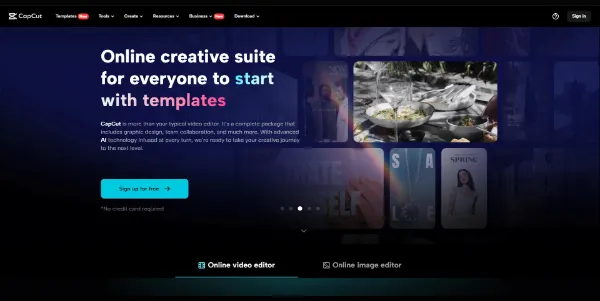 CapCut Templates New Tools Create Resources Business New Download Sign in
Online creative suite
for everyone to start
with templates
CapCut is more than your typical video editor. It's a complete package that
includes graphic design, team collaboration, and much more. With advanced
AI technology infused at every turn, we're ready to take your creative journey
to the next level.
Sign up for free →
*No credit card required
SPRING
Online video editor Online image editor